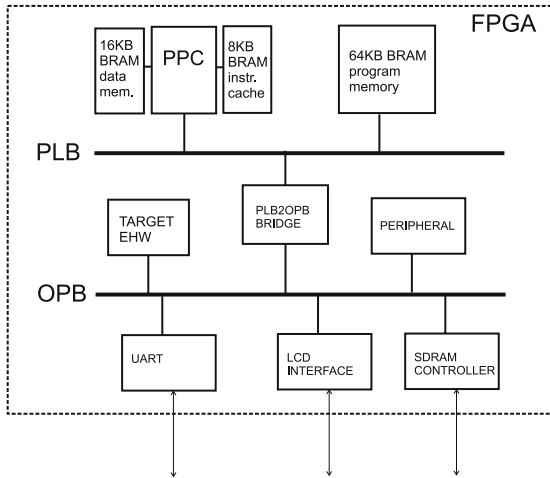 FPGA
16KB
BRAM
data
mem.
PPC
8KB
BRAM
instr.
cache
64KB BRAM
program
memory
PLB
TARGET
EHW
PLB2OPB
BRIDGE
PERIPHERAL
OPB
UART
LCD
INTERFACE
SDRAM
CONTROLLER